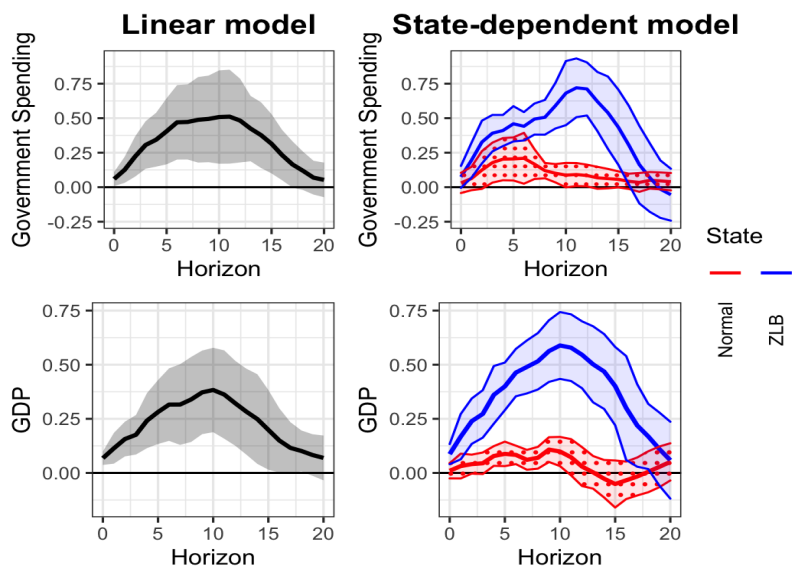 Linear model
State-dependent model
Government Spending
0.75
0.50
0.25
0.00
-0.25
0 5 10 15 20
Horizon
Government Spending
0.75
0.50
0.25
0.00
-0.25
0 5 10 15 20
Horizon
State
Normal
ZLB
GDP
0.75
0.50
0.25
0.00
0 5 10 15 20
Horizon
GDP
0.75
0.50
0.25
0.00
0 5 10 15 20
Horizon